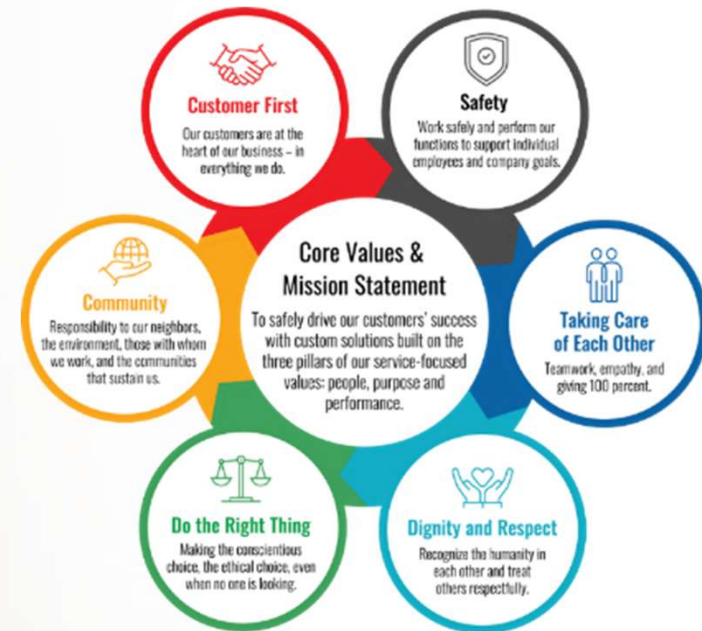 Customer First
Our customers are at the
heart of our business – in
everything we do.
Safety
Work safely and perform our
functions to support individual
employees and company goals.
Core Values &
Mission Statement
To safely drive our customers' success
with custom solutions built on the
three pillars of our service-focused
values: people, purpose and
performance.
Community
Responsibility to our neighbors,
the environment, those with whom
we work, and the communities
that sustain us.
Taking Care
of Each Other
Teamwork, empathy, and
giving 100 percent.
Do the Right Thing
Making the conscientious
choice, the ethical choice, even
when no one is looking.
Dignity and Respect
Recognize the humanity in
each other and treat
others respectfully.